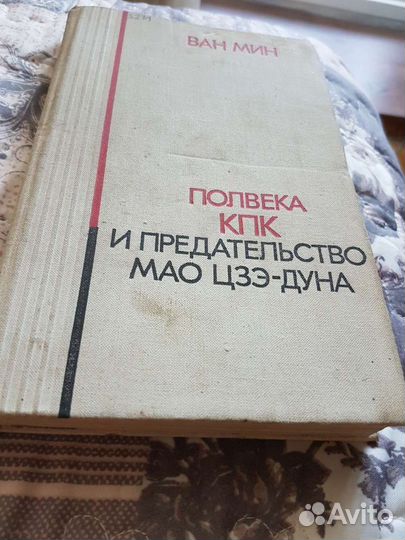 ВАН МИН
ПОЛВЕКА
КПК
И ПРЕДАТЕЛЬСТВО
МАО ЦЗЭ-ДУНА
Avito